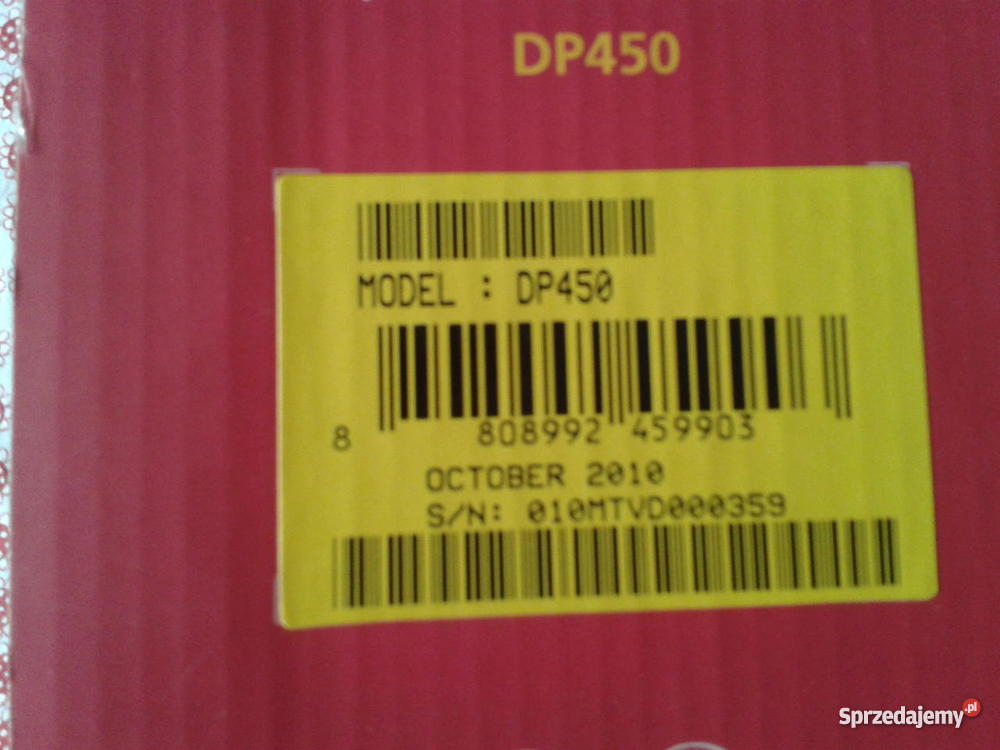 DP450
MODEL : DP450
8 808992 459903
OCTOBER 2010
S/N: 010MTVD000359
Sprzedajemy.pl